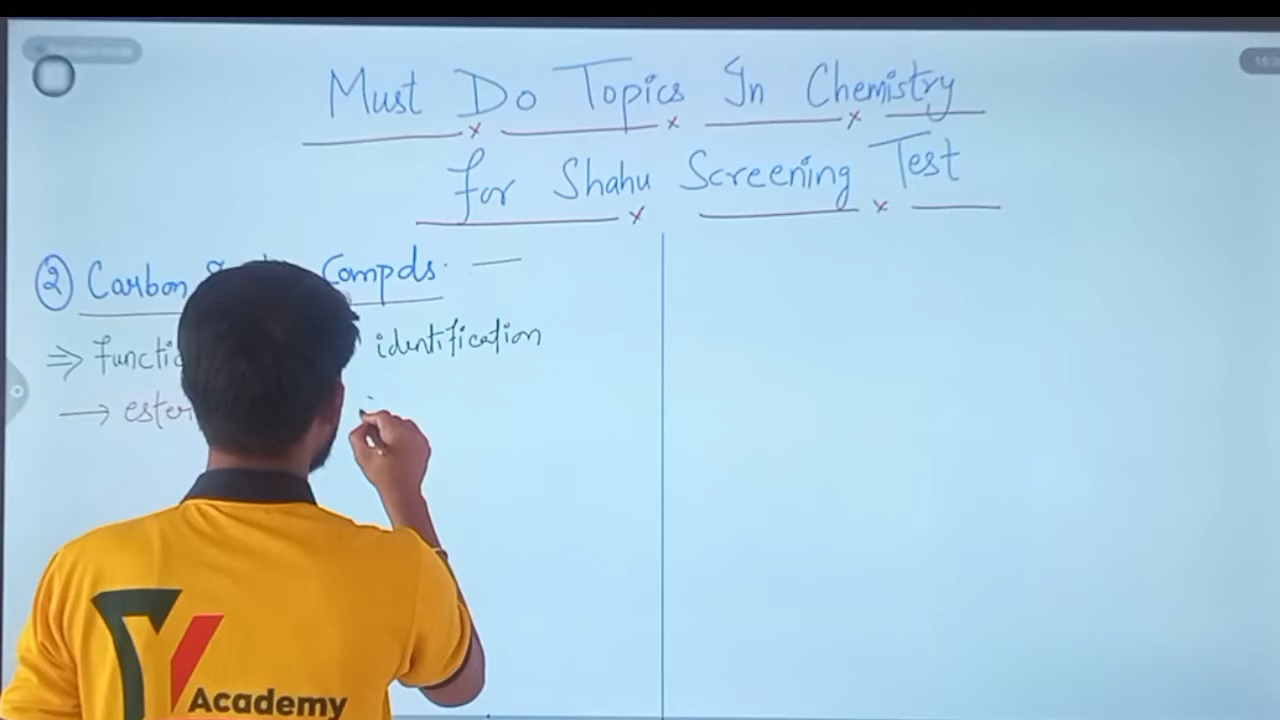 Must Do Topics In Chemistry
for Shahu Screening Test
② Carbon Compds. —
⇒ functi identification
→ ester
Academy